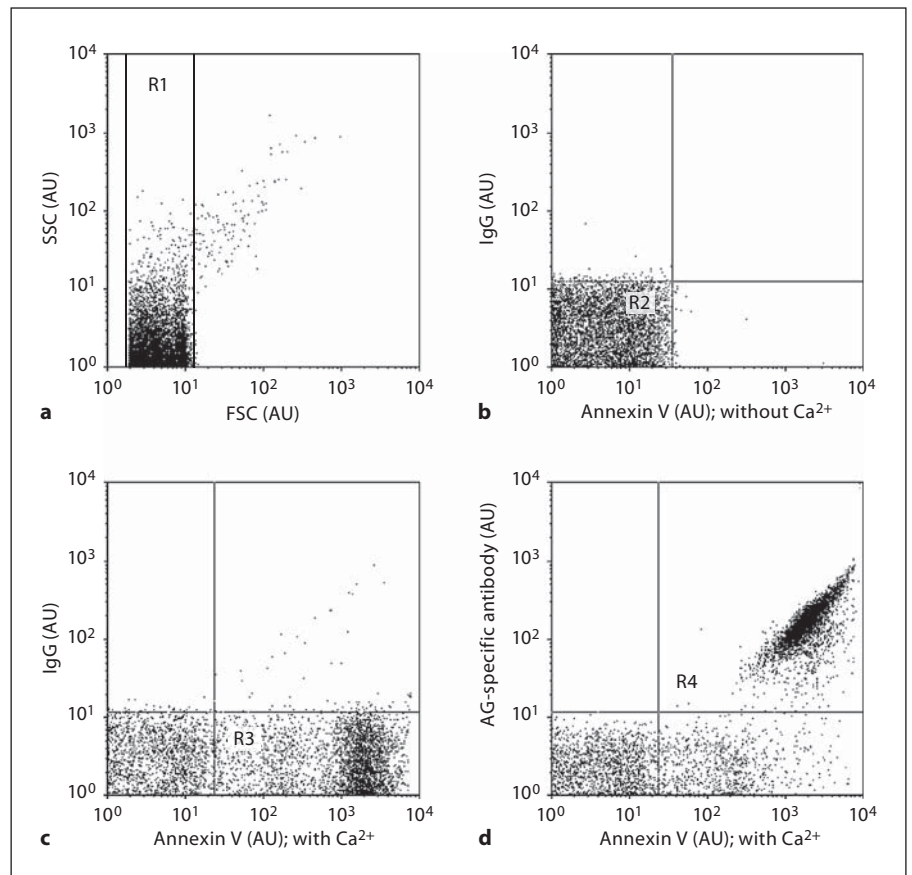 10⁴
10³
10²
10¹
10⁰
SSC (AU)
R1
10⁰ 10¹ 10² 10³ 10⁴
a
FSC (AU)
10⁴
10³
10²
10¹
10⁰
IgG (AU)
R2
10⁰ 10¹ 10² 10³ 10⁴
b
Annexin V (AU); without Ca²⁺
10⁴
10³
10²
10¹
10⁰
IgG (AU)
R3
10⁰ 10¹ 10² 10³ 10⁴
c
Annexin V (AU); with Ca²⁺
10⁴
10³
10²
10¹
10⁰
AG-specific antibody (AU)
R4
10⁰ 10¹ 10² 10³ 10⁴
d
Annexin V (AU); with Ca²⁺